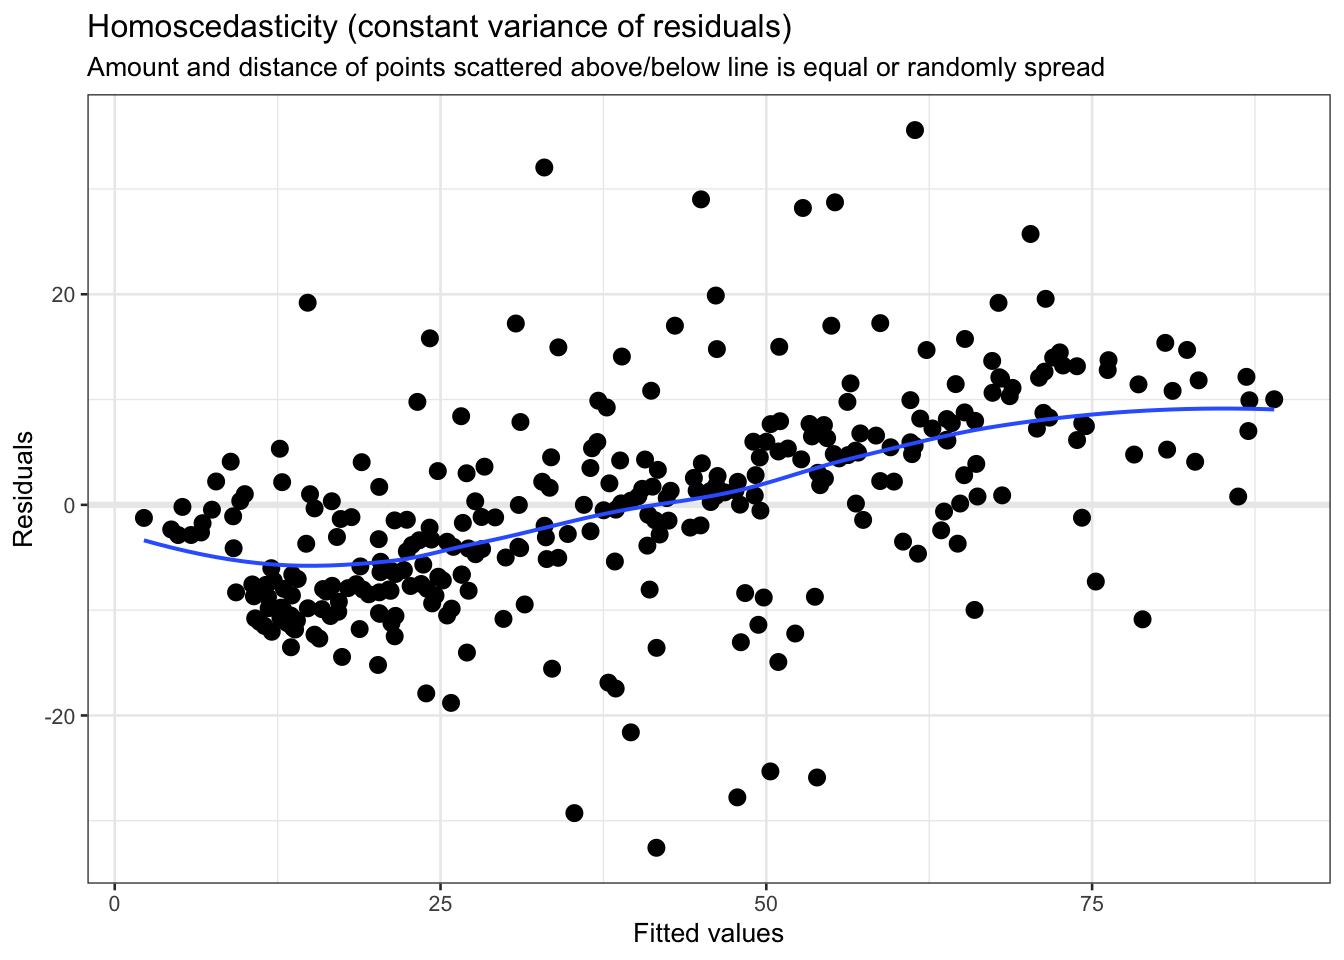 Homoscedasticity (constant variance of residuals)
Amount and distance of points scattered above/below line is equal or randomly spread
20
0
-20
Residuals
0 25 50 75
Fitted values